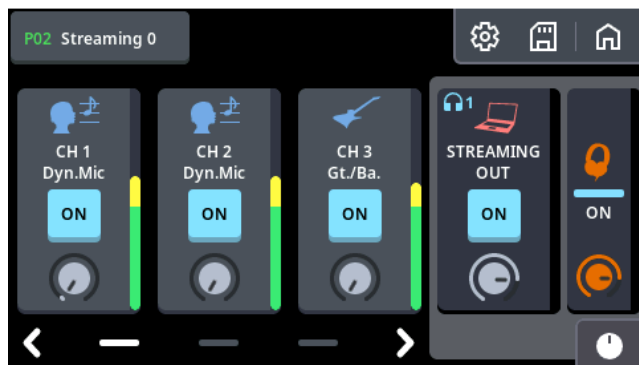 P02 Streaming 0
CH 1
Dyn.Mic
ON
CH 2
Dyn.Mic
ON
CH 3
Gt./Ba.
ON
1
STREAMING
OUT
ON
ON